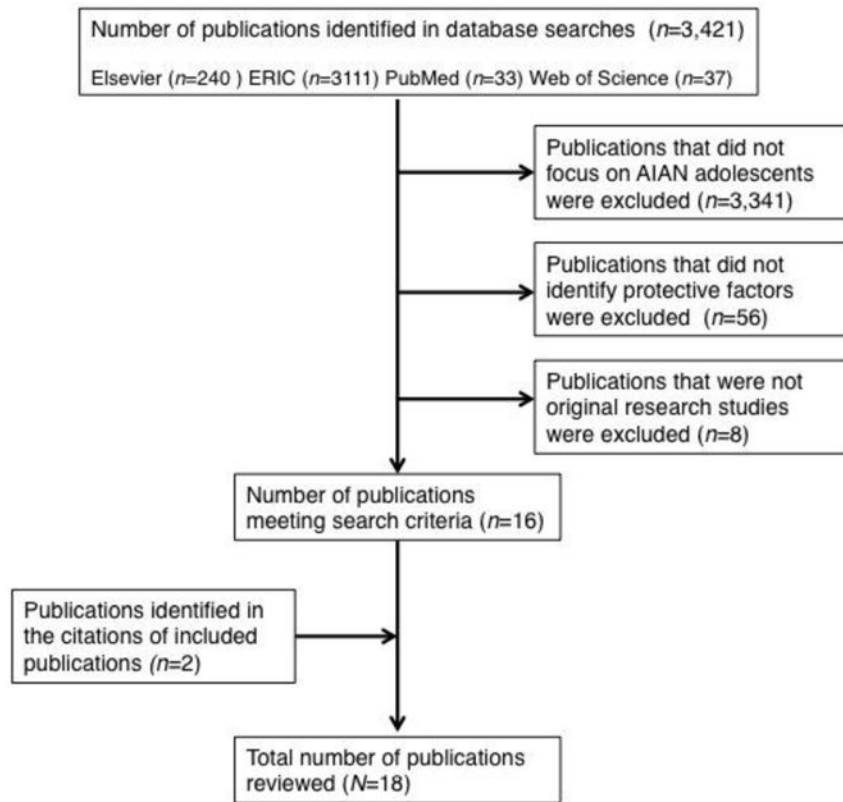 Number of publications identified in database searches (n=3,421)
Elsevier (n=240 ) ERIC (n=3111) PubMed (n=33) Web of Science (n=37)
Publications that did not
focus on AIAN adolescents
were excluded (n=3,341)
Publications that did not
identify protective factors
were excluded (n=56)
Publications that were not
original research studies
were excluded (n=8)
Number of publications
meeting search criteria (n=16)
Publications identified in
the citations of included
publications (n=2)
Total number of publications
reviewed (N=18)